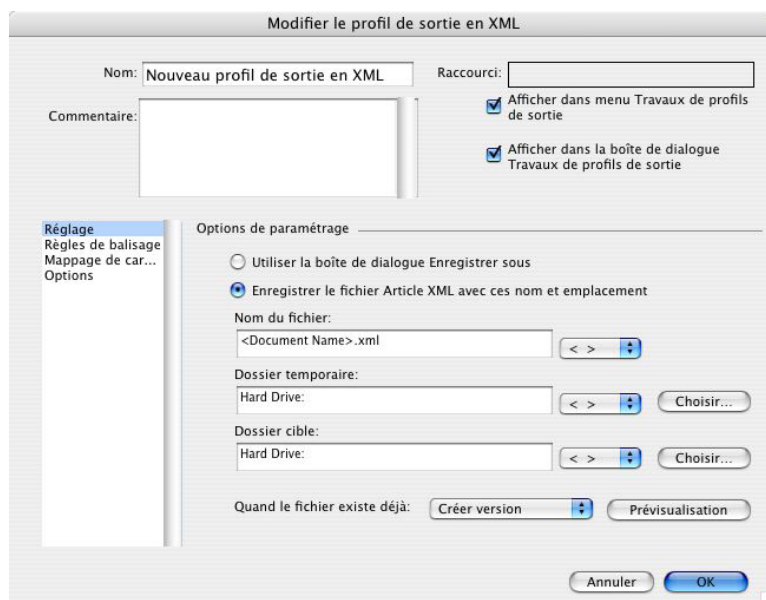 Modifier le profil de sortie en XML
Nom: Nouveau profil de sortie en XML
Raccourci:
Commentaire:
Afficher dans menu Travaux de profils
de sortie
Afficher dans la boîte de dialogue
Travaux de profils de sortie
Réglage
Règles de balisage
Mappage de car...
Options
Options de paramétrage
Utiliser la boîte de dialogue Enregistrer sous
Enregistrer le fichier Article XML avec ces nom et emplacement
Nom du fichier:
<Document Name>.xml
< >
Dossier temporaire:
Hard Drive:
< >
Choisir...
Dossier cible:
Hard Drive:
< >
Choisir...
Quand le fichier existe déjà: Créer version
Prévisualisation
Annuler
OK